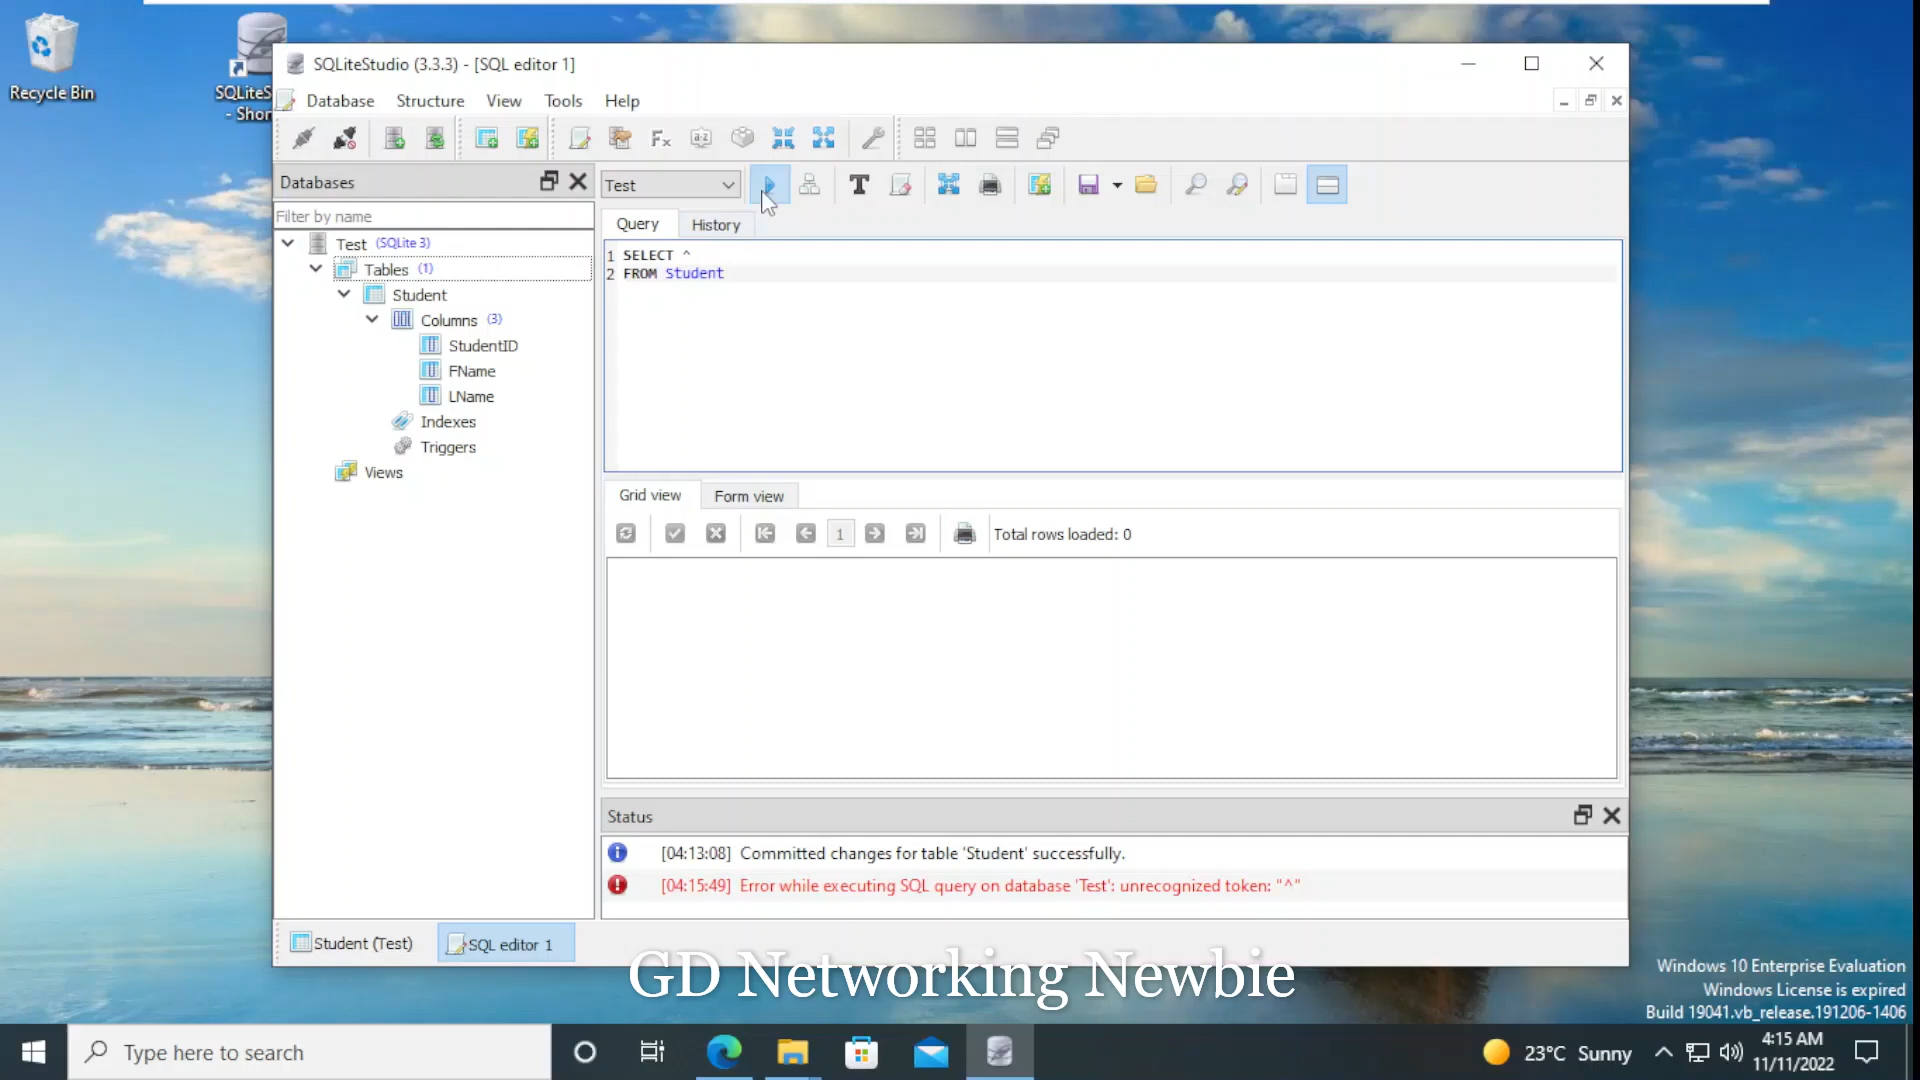 Recycle Bin
SQLiteS
- Shor
SQLiteStudio (3.3.3) - [SQL editor 1]
Database Structure View Tools Help
Databases
Filter by name
Test (SQLite 3)
Tables (1)
Student
Columns (3)
StudentID
FName
LName
Indexes
Triggers
Views
Test
Query History
1 SELECT ^
2 FROM Student
Grid view Form view
1 Total rows loaded: 0
Status
[04:13:08] Committed changes for table 'Student' successfully.
[04:15:49] Error while executing SQL query on database 'Test': unrecognized token: "^"
Student (Test) SQL editor 1
GD Networking Newbie
Windows 10 Enterprise Evaluation
Windows License is expired
Build 19041.vb_release.191206-1406
Type here to search
23°C Sunny
4:15 AM
11/11/2022